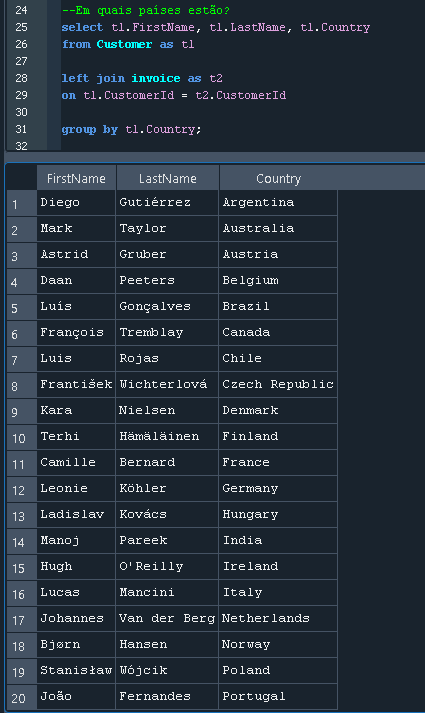 24 --Em quais países estão?
25 select t1.FirstName, t1.LastName, t1.Country
26 from Customer as t1
27
28 left join invoice as t2
29 on t1.CustomerId = t2.CustomerId
30
31 group by t1.Country;
32
FirstName LastName Country
1 Diego Gutiérrez Argentina
2 Mark Taylor Australia
3 Astrid Gruber Austria
4 Daan Peeters Belgium
5 Luís Gonçalves Brazil
6 François Tremblay Canada
7 Luis Rojas Chile
8 František Wichterlová Czech Republic
9 Kara Nielsen Denmark
10 Terhi Hämäläinen Finland
11 Camille Bernard France
12 Leonie Köhler Germany
13 Ladislav Kovács Hungary
14 Manoj Pareek India
15 Hugh O'Reilly Ireland
16 Lucas Mancini Italy
17 Johannes Van der Berg Netherlands
18 Bjørn Hansen Norway
19 Stanisław Wójcik Poland
20 João Fernandes Portugal